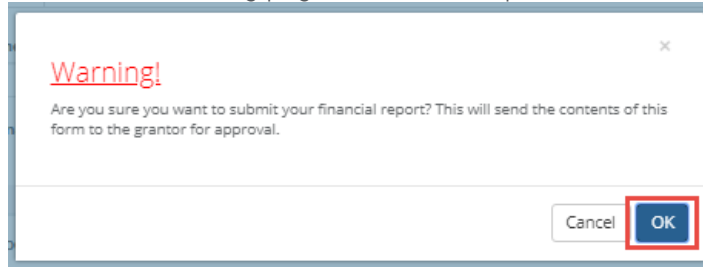 ×
Warning!
Are you sure you want to submit your financial report? This will send the contents of this
form to the grantor for approval.
Cancel OK